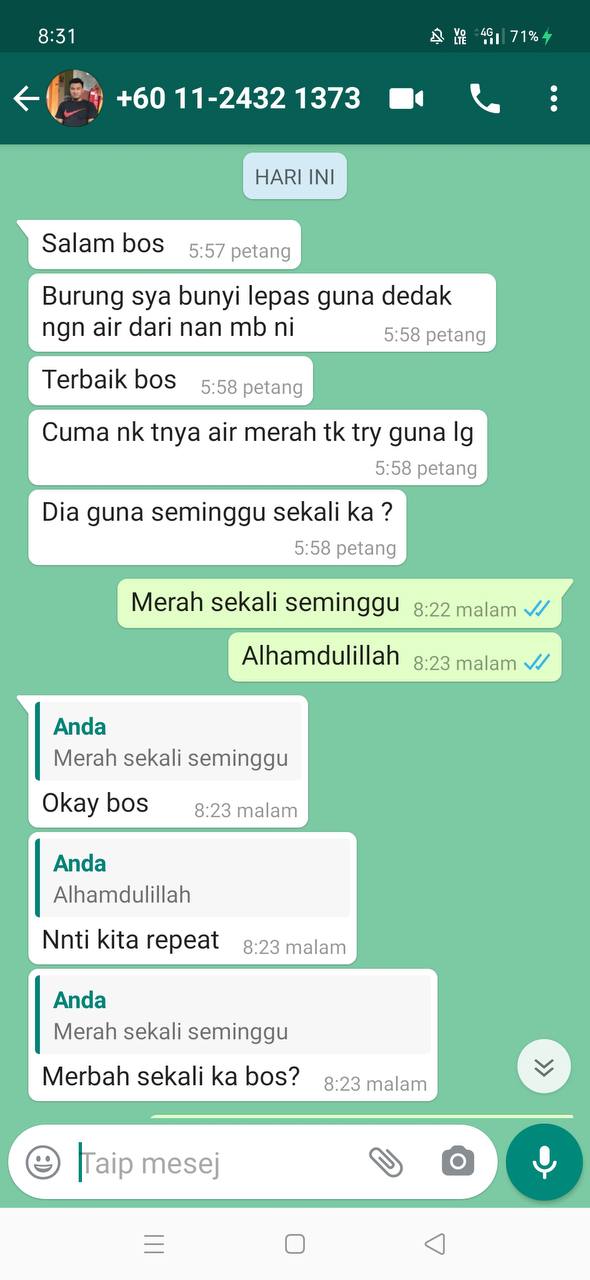 8:31
Vo LTE 4G 71%
+60 11-2432 1373
HARI INI
Salam bos 5:57 petang
Burung sya bunyi lepas guna dedak
ngn air dari nan mb ni 5:58 petang
Terbaik bos 5:58 petang
Cuma nk tnya air merah tk try guna lg
5:58 petang
Dia guna seminggu sekali ka ?
5:58 petang
Merah sekali seminggu 8:22 malam
Alhamdulillah 8:23 malam
Anda
Merah sekali seminggu
Okay bos 8:23 malam
Anda
Alhamdulillah
Nnti kita repeat 8:23 malam
Anda
Merah sekali seminggu
Merbah sekali ka bos? 8:23 malam
Taip mesej